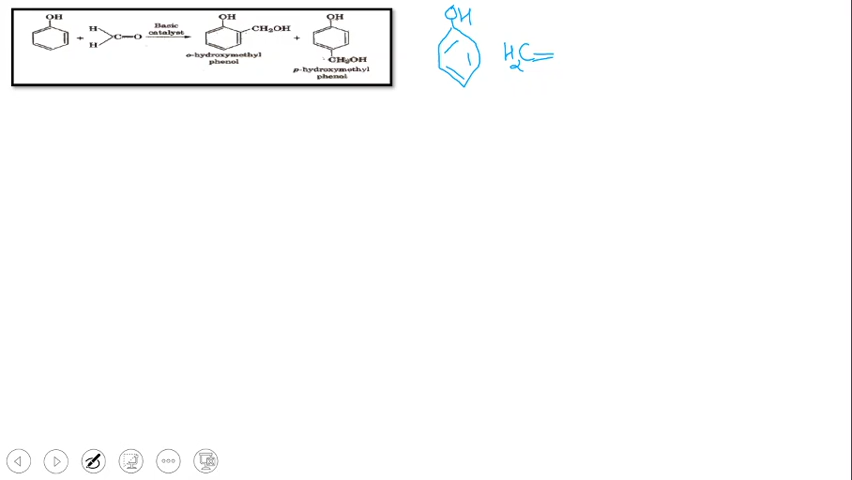 OH
OH
OH
H
H
C=O
+
Basic
catalyst
CH2OH
+
CH2OH
o-hydroxymethyl
phenol
p-hydroxymethyl
phenol
OH
H2C=